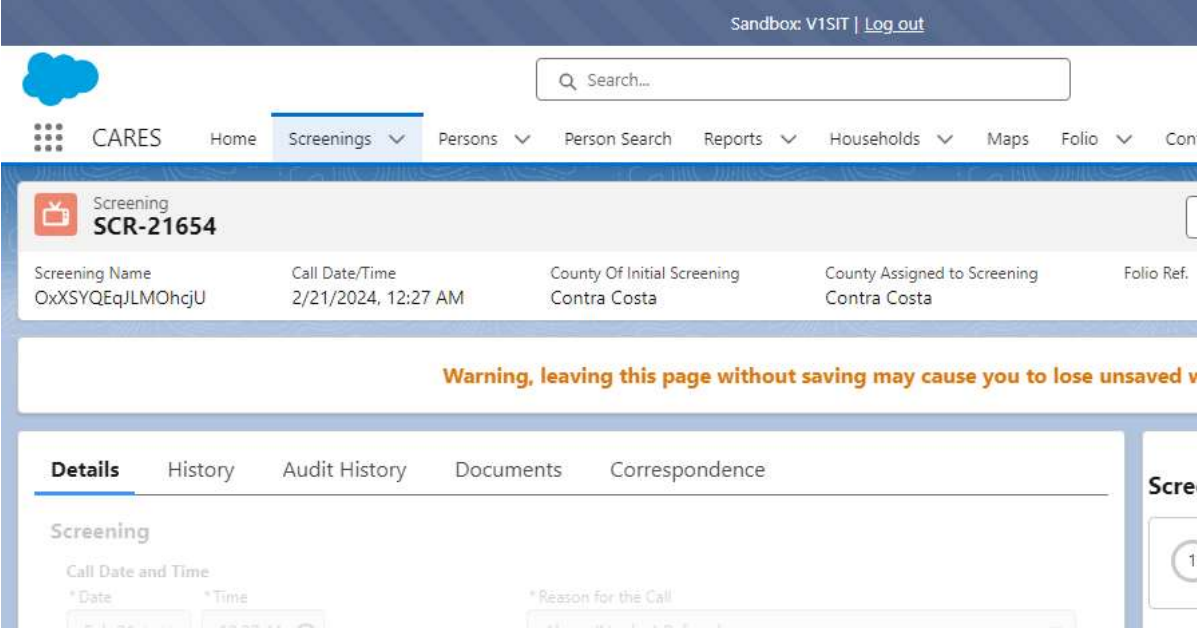 Sandbox: V1SIT | Log out
Search...
CARES Home Screenings Persons Person Search Reports Households Maps Folio
Screening
SCR-21654
Screening Name Call Date/Time County Of Initial Screening County Assigned to Screening Folio Ref.
OxXSYQEqJLMOhcjU 2/21/2024, 12:27 AM Contra Costa Contra Costa
Warning, leaving this page without saving may cause you to lose unsaved
Details History Audit History Documents Correspondence
Screening
Call Date and Time
*Date *Time *Reason for the Call
1